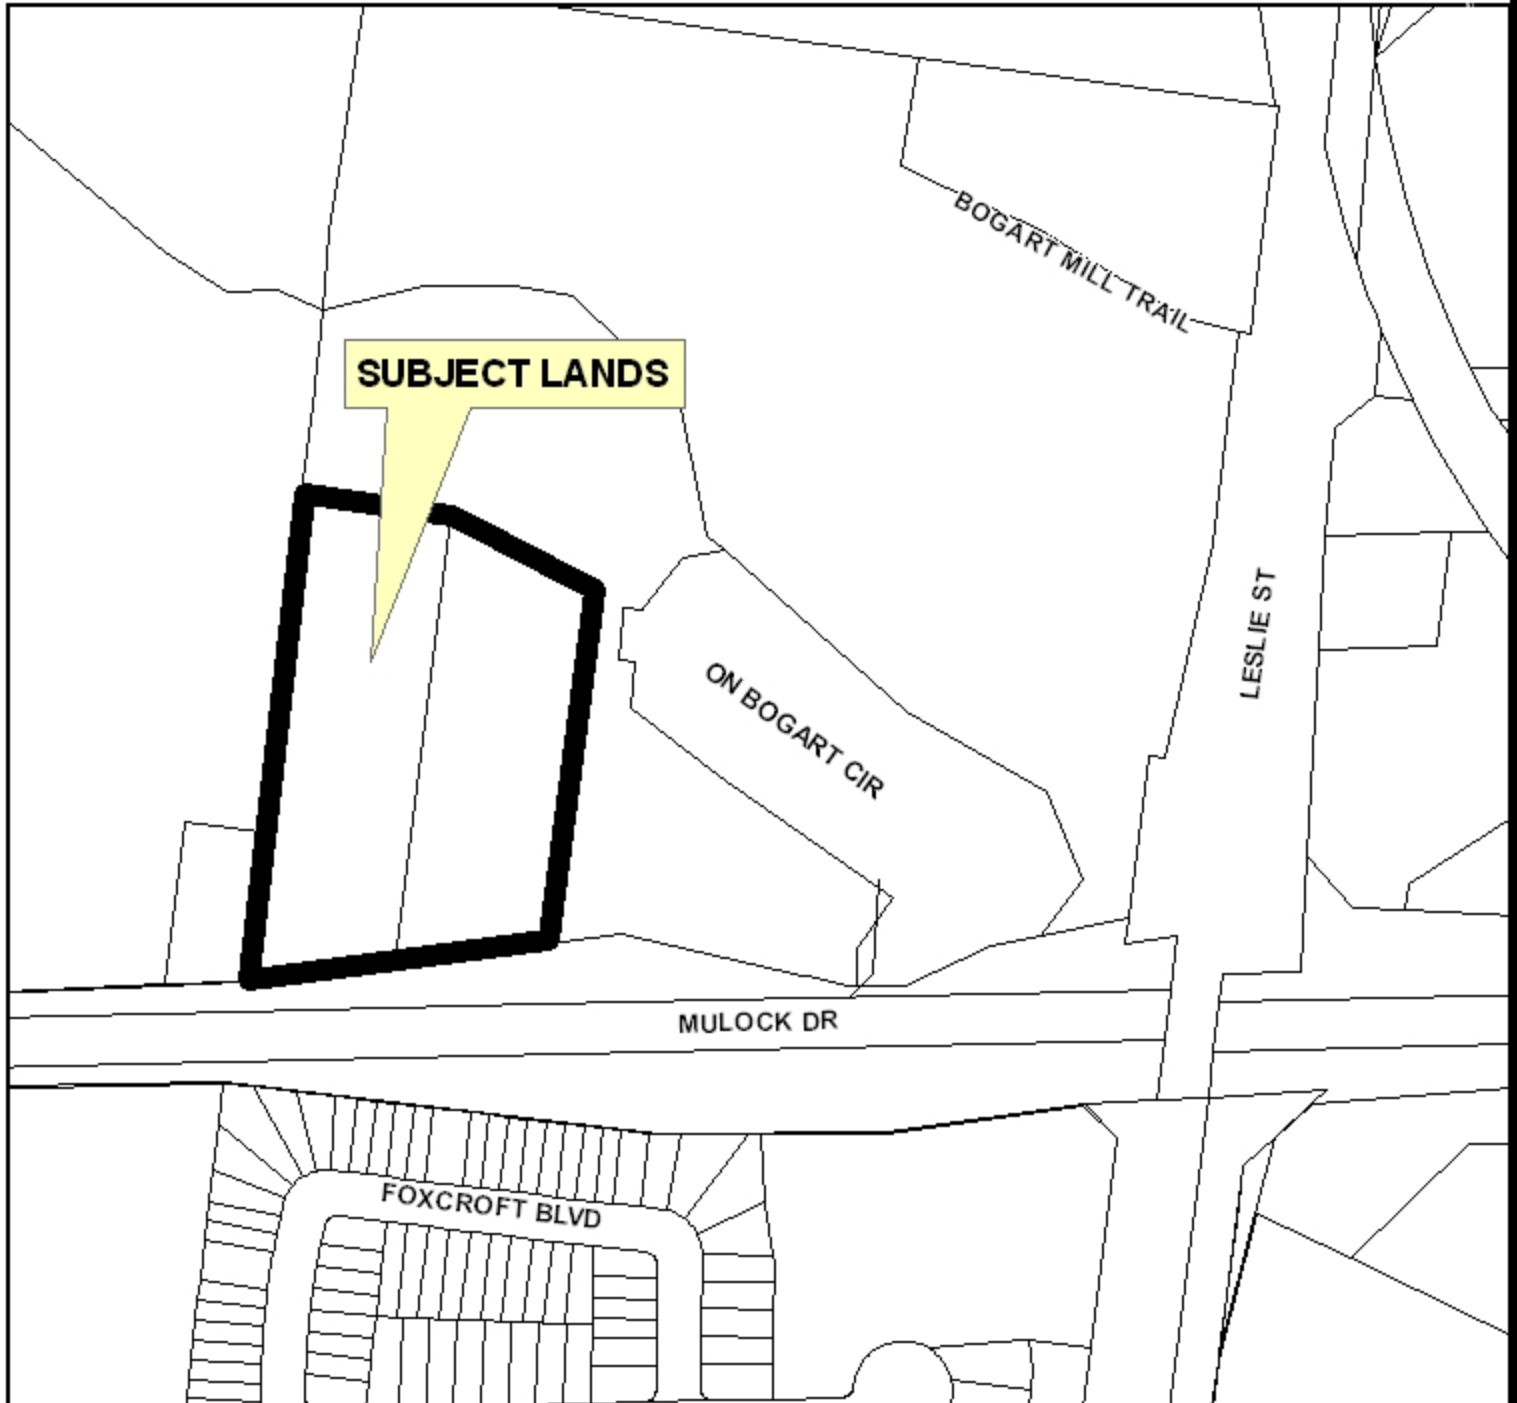 BOGART MILL TRAIL
SUBJECT LANDS
LESLIE ST
ON BOGART CIR
MULOCK DR
FOXCROFT BLVD